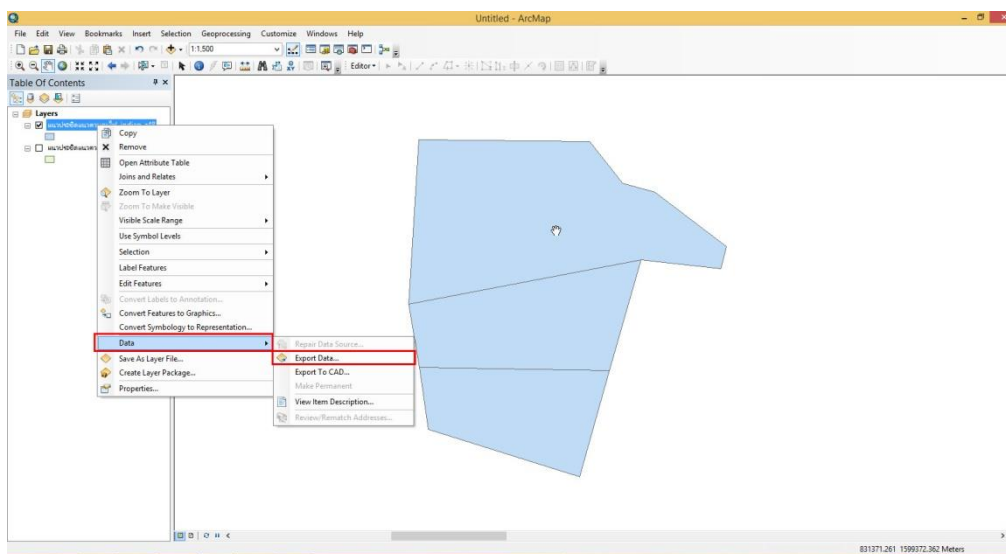 Untitled - ArcMap
File Edit View Bookmarks Insert Selection Geoprocessing Customize Windows Help
1:1,500
Editor
Table Of Contents
Layers
Copy
Remove
Open Attribute Table
Joins and Relates
Zoom To Layer
Zoom To Make Visible
Visible Scale Range
Use Symbol Levels
Selection
Label Features
Edit Features
Convert Labels to Annotation...
Convert Features to Graphics...
Convert Symbology to Representation...
Data
Save As Layer File...
Create Layer Package...
Properties...
Repair Data Source...
Export Data...
Export To CAD...
Make Permanent
View Item Description...
Review/Rematch Addresses...
831371.261 1599372.362 Meters